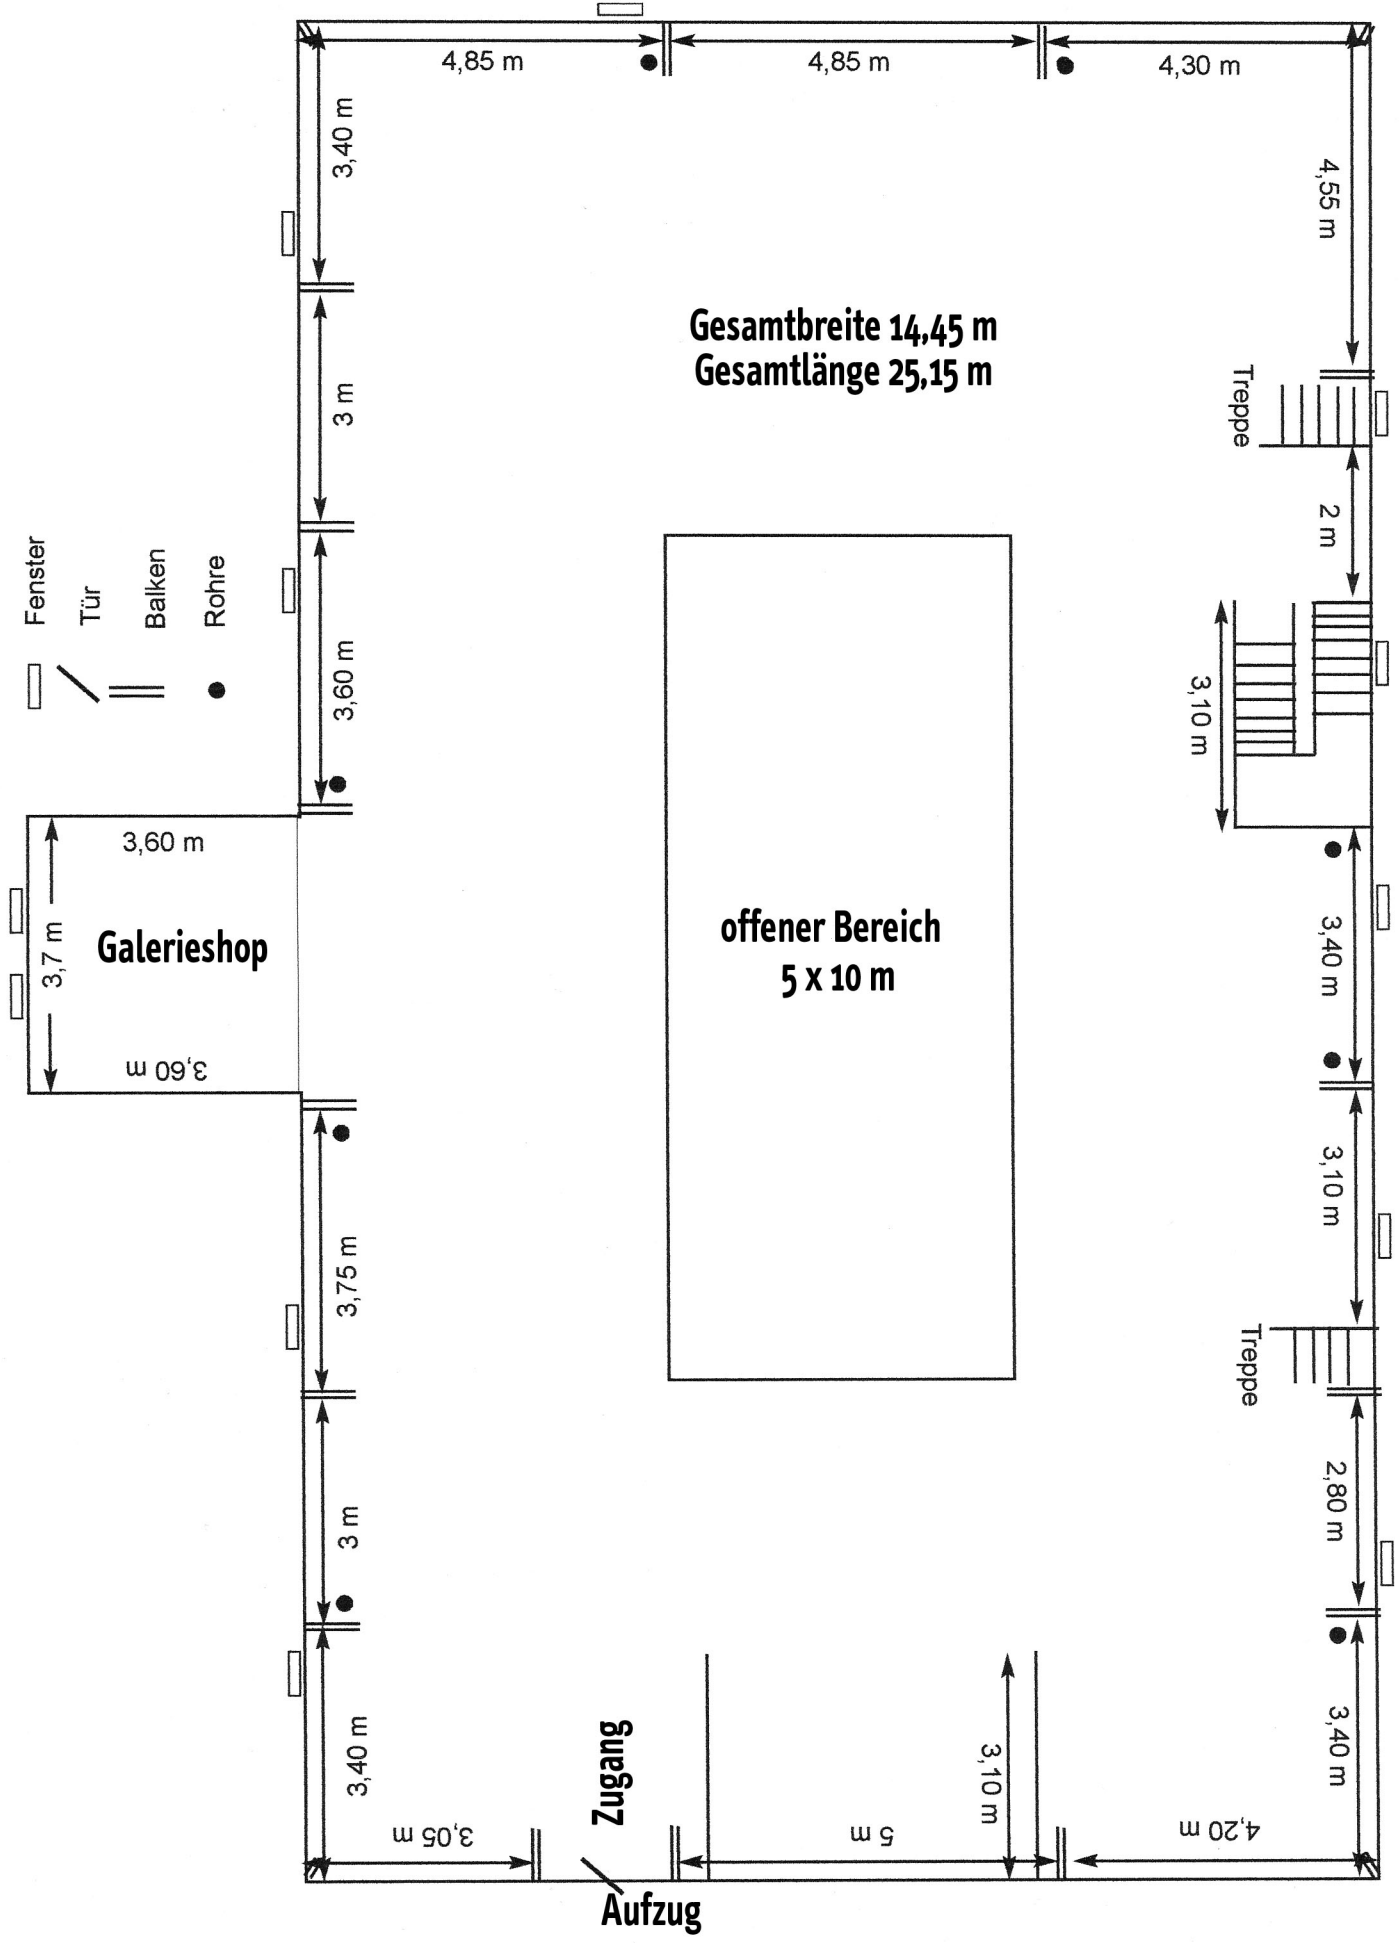 4,85 m
4,85 m
4,30 m
3,40 m
4,55 m
Gesamtbreite 14,45 m
Gesamtlänge 25,15 m
Treppe
3 m
2 m
Fenster
Tür
Balken
Rohre
3,60 m
3,10 m
3,60 m
3,7 m
Galerieshop
offener Bereich
5 x 10 m
3,40 m
3,60 m
3,10 m
3,75 m
Treppe
3 m
2,80 m
3,40 m
Zugang
3,10 m
3,40 m
3,05 m
5 m
4,20 m
Aufzug